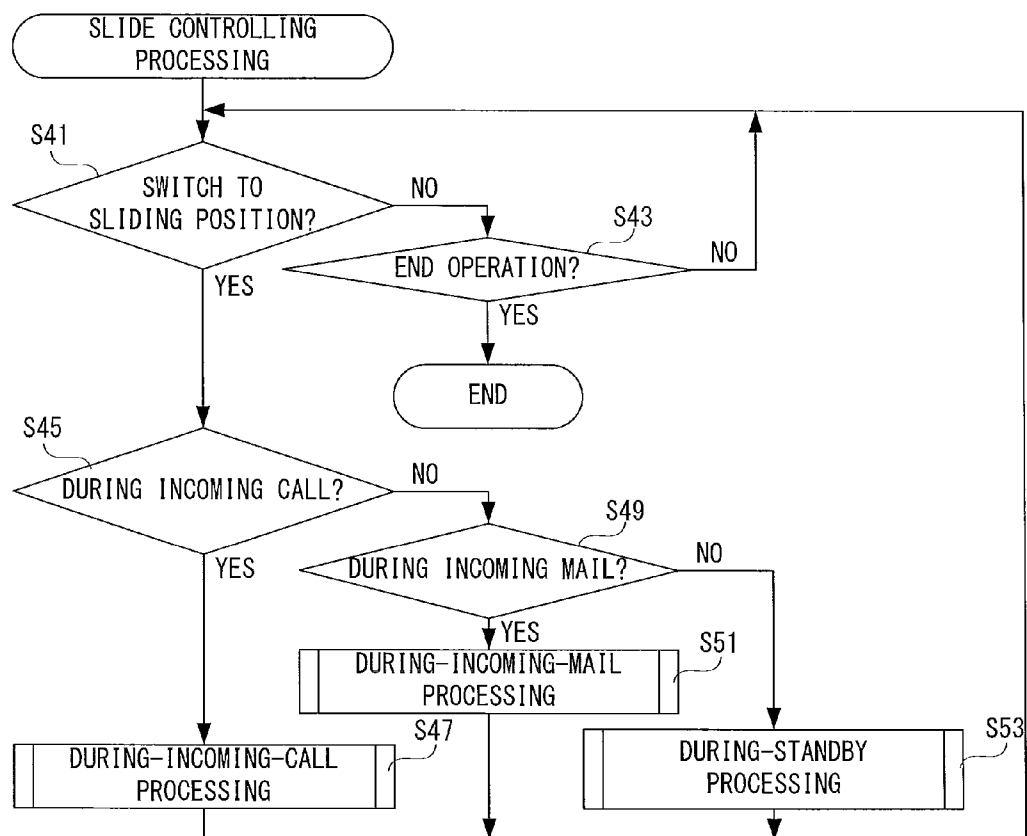 SLIDE CONTROLLING
PROCESSING
S41
SWITCH TO
SLIDING POSITION?
NO
YES
S43
END OPERATION?
NO
YES
END
S45
DURING INCOMING CALL?
NO
YES
S49
DURING INCOMING MAIL?
NO
YES
S51
DURING-INCOMING-MAIL
PROCESSING
S47
DURING-INCOMING-CALL
PROCESSING
S53
DURING-STANDBY
PROCESSING